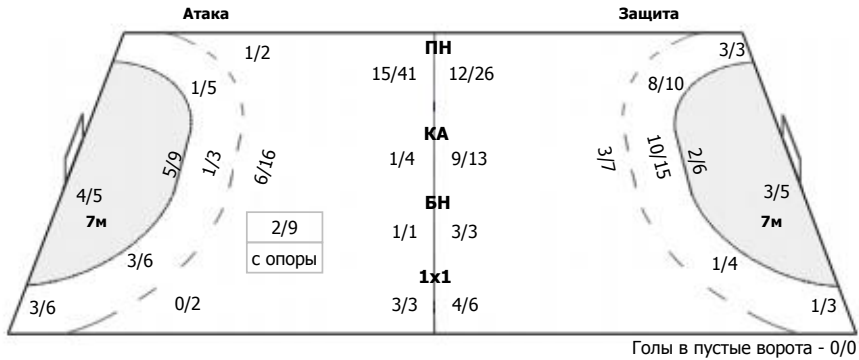 Атака
Защита
1/2
ПН
3/3
15/41
12/26
1/5
8/10
КА
5/9
1/3
6/16
1/4
9/13
3/7
10/15
2/6
4/5
7м
БН
3/5
7м
2/9
с опоры
1/1
3/3
3/6
1/4
1x1
3/6
0/2
3/3
4/6
1/3
Голы в пустые ворота - 0/0